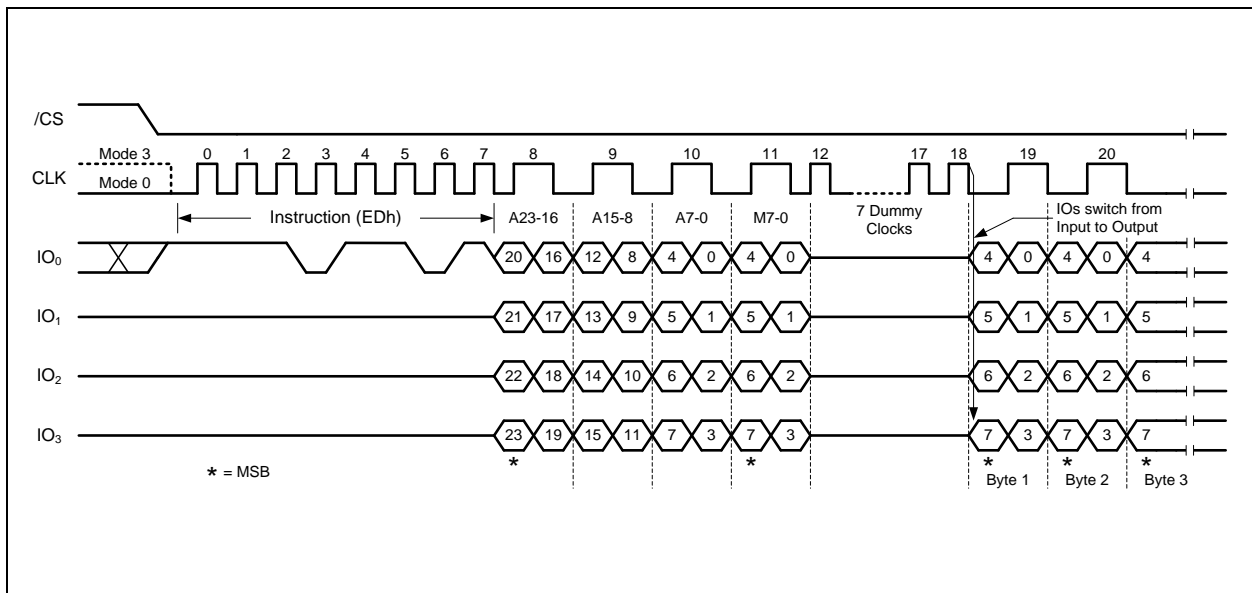 /CS
Mode 3
0 1 2 3 4 5 6 7 8 9 10 11 12 17 18 19 20
CLK
Mode 0
Instruction (EDh) A23-16 A15-8 A7-0 M7-0 7 Dummy Clocks IOs switch from Input to Output
IO₀ 20 16 12 8 4 0 4 0 4 0 4 0 4
IO₁ 21 17 13 9 5 1 5 1 5 1 5 1 5
IO₂ 22 18 14 10 6 2 6 2 6 2 6 2 6
IO₃ 23 19 15 11 7 3 7 3 7 3 7 3 7
* * * * *
* = MSB
Byte 1 Byte 2 Byte 3